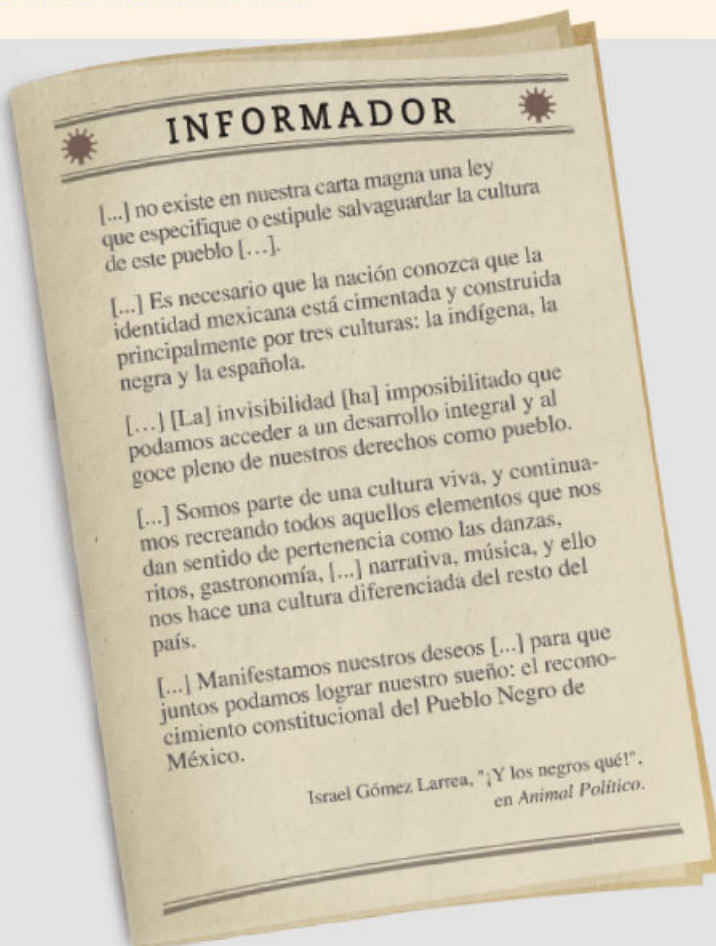 INFORMADOR
[...] no existe en nuestra carta magna una ley
que especifique o estipule salvaguardar la cultura
de este pueblo [...].
[...] Es necesario que la nación conozca que la
identidad mexicana está cimentada y construida
principalmente por tres culturas: la indígena, la
negra y la española.
[...] [La] invisibilidad [ha] imposibilitado que
podamos acceder a un desarrollo integral y al
goce pleno de nuestros derechos como pueblo.
[...] Somos parte de una cultura viva, y continua-
mos recreando todos aquellos elementos que nos
dan sentido de pertenencia como las danzas,
ritos, gastronomía, [...] narrativa, música, y ello
nos hace una cultura diferenciada del resto del
país.
[...] Manifestamos nuestros deseos [...] para que
juntos podamos lograr nuestro sueño: el recono-
cimiento constitucional del Pueblo Negro de
México.
Israel Gómez Larrea, "¡Y los negros qué!",
en Animal Político.